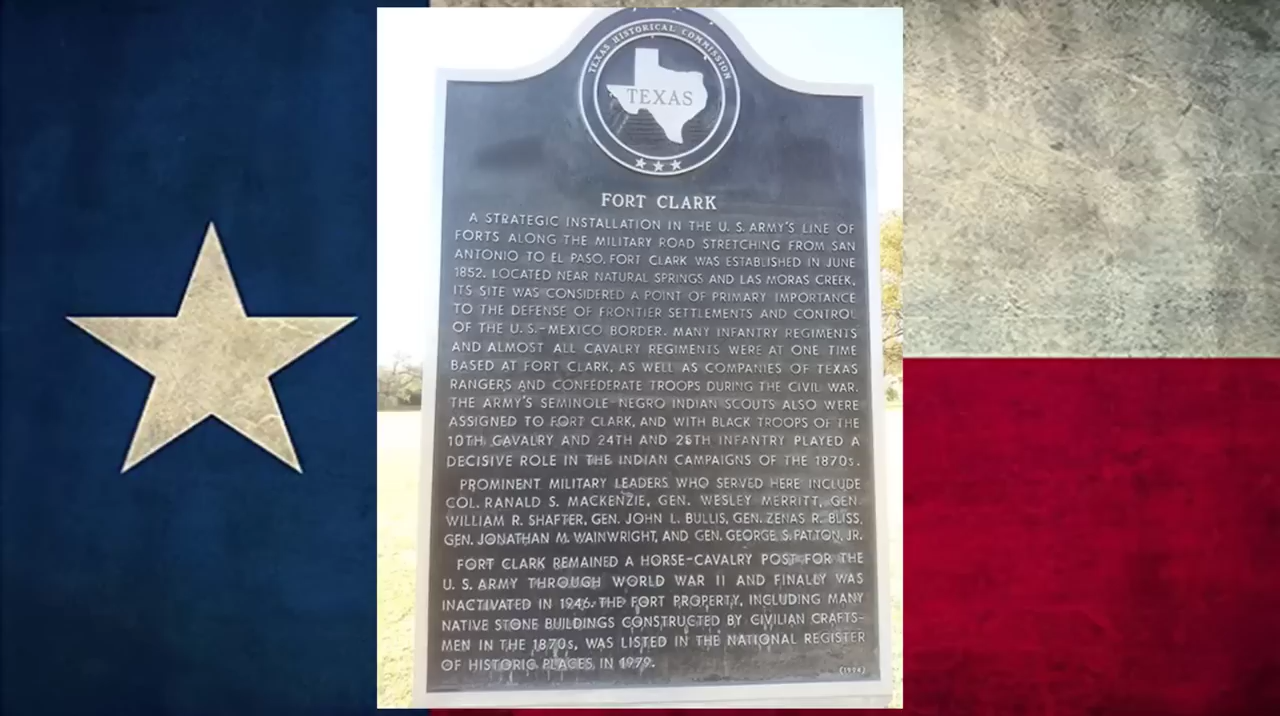 TEXAS HISTORICAL COMMISSION
TEXAS
FORT CLARK
A STRATEGIC INSTALLATION IN THE U. S. ARMY'S LINE OF
FORTS ALONG THE MILITARY ROAD STRETCHING FROM SAN
ANTONIO TO EL PASO, FORT CLARK WAS ESTABLISHED IN JUNE
1852. LOCATED NEAR NATURAL SPRINGS AND LAS MORAS CREEK,
ITS SITE WAS CONSIDERED A POINT OF PRIMARY IMPORTANCE
TO THE DEFENSE OF FRONTIER SETTLEMENTS AND CONTROL
OF THE U. S.-MEXICO BORDER. MANY INFANTRY REGIMENTS
AND ALMOST ALL CAVALRY REGIMENTS WERE AT ONE TIME
BASED AT FORT CLARK, AS WELL AS COMPANIES OF TEXAS
RANGERS AND CONFEDERATE TROOPS DURING THE CIVIL WAR.
THE ARMY'S SEMINOLE-NEGRO INDIAN SCOUTS ALSO WERE
ASSIGNED TO FORT CLARK, AND WITH BLACK TROOPS OF THE
10TH CAVALRY AND 24TH AND 25TH INFANTRY PLAYED A
DECISIVE ROLE IN THE INDIAN CAMPAIGNS OF THE 1870s.
PROMINENT MILITARY LEADERS WHO SERVED HERE INCLUDE
COL. RANALD S. MACKENZIE, GEN. WESLEY MERRITT, GEN.
WILLIAM R. SHAFTER, GEN. JOHN L. BULLIS, GEN. ZENAS R. BLISS,
GEN. JONATHAN M. WAINWRIGHT, AND GEN. GEORGE S. PATTON, JR.
FORT CLARK REMAINED A HORSE-CAVALRY POST FOR THE
U. S. ARMY THROUGH WORLD WAR II AND FINALLY WAS
INACTIVATED IN 1946. THE FORT PROPERTY, INCLUDING MANY
NATIVE STONE BUILDINGS CONSTRUCTED BY CIVILIAN CRAFTS-
MEN IN THE 1870s, WAS LISTED IN THE NATIONAL REGISTER
OF HISTORIC PLACES IN 1979.